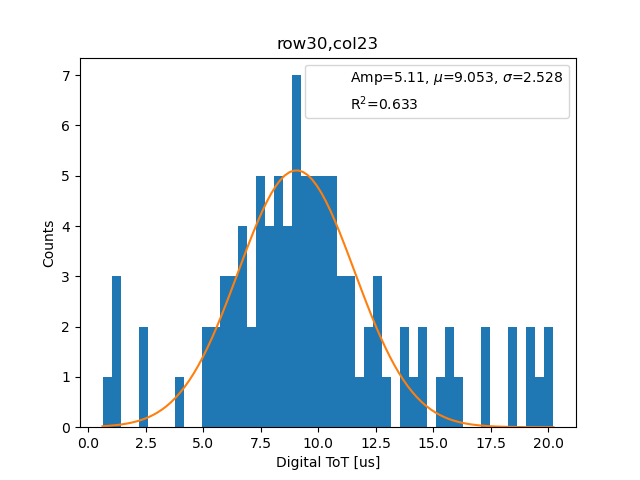 row30,col23
Amp=5.11, μ=9.053, σ=2.528
R²=0.633
7
6
5
4
3
2
1
0
Counts
0.0 2.5 5.0 7.5 10.0 12.5 15.0 17.5 20.0
Digital ToT [us]